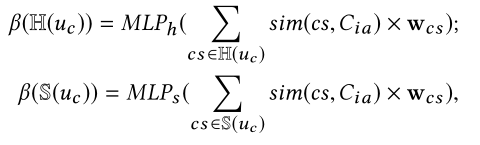 β(ℍ(u_c)) = MLP_h( ∑_{cs∈ℍ(u_c)} sim(cs, C_{ia}) × 𝐰_{cs});
β(𝕊(u_c)) = MLP_s( ∑_{cs∈𝕊(u_c)} sim(cs, C_{ia}) × 𝐰_{cs}),